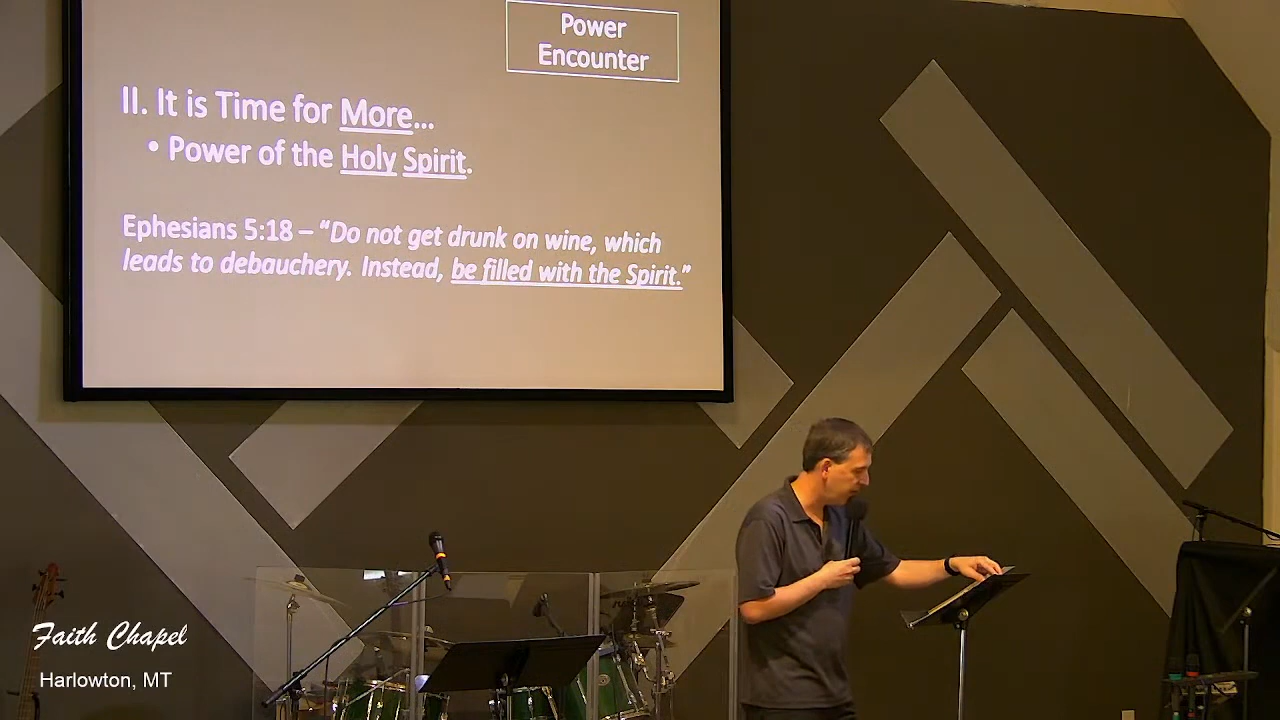 Power
Encounter
II. It is Time for More...
• Power of the Holy Spirit.
Ephesians 5:18 – “Do not get drunk on wine, which
leads to debauchery. Instead, be filled with the Spirit.”
Faith Chapel
Harlowton, MT